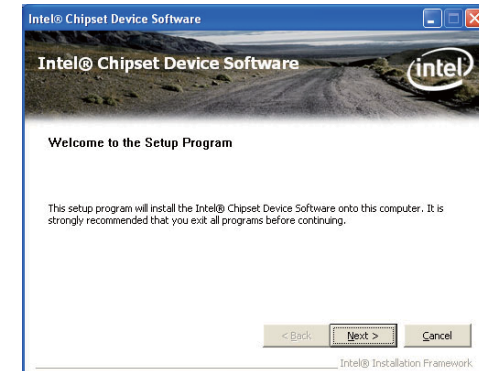 Intel® Chipset Device Software
Intel® Chipset Device Software
intel
Welcome to the Setup Program
This setup program will install the Intel® Chipset Device Software onto this computer. It is
strongly recommended that you exit all programs before continuing.
< Back Next > Cancel
Intel® Installation Framework